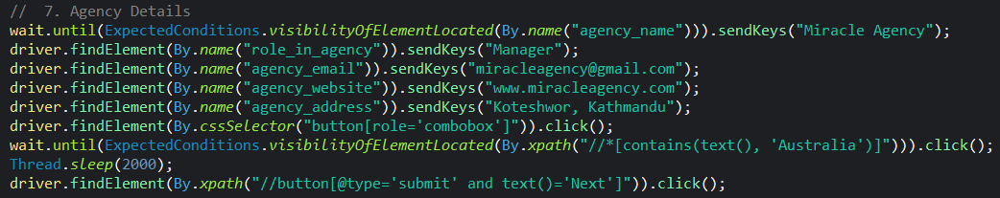 //  7. Agency Details
wait.until(ExpectedConditions.visibilityOfElementLocated(By.name("agency_name"))).sendKeys("Miracle Agency");
driver.findElement(By.name("role_in_agency")).sendKeys("Manager");
driver.findElement(By.name("agency_email")).sendKeys("miracleagency@gmail.com");
driver.findElement(By.name("agency_website")).sendKeys("www.miracleagency.com");
driver.findElement(By.name("agency_address")).sendKeys("Koteshwor, Kathmandu");
driver.findElement(By.cssSelector("button[role='combobox']")).click();
wait.until(ExpectedConditions.visibilityOfElementLocated(By.xpath("//*[contains(text(), 'Australia')]"))).click();
Thread.sleep(2000);
driver.findElement(By.xpath("//button[@type='submit' and text()='Next']")).click();